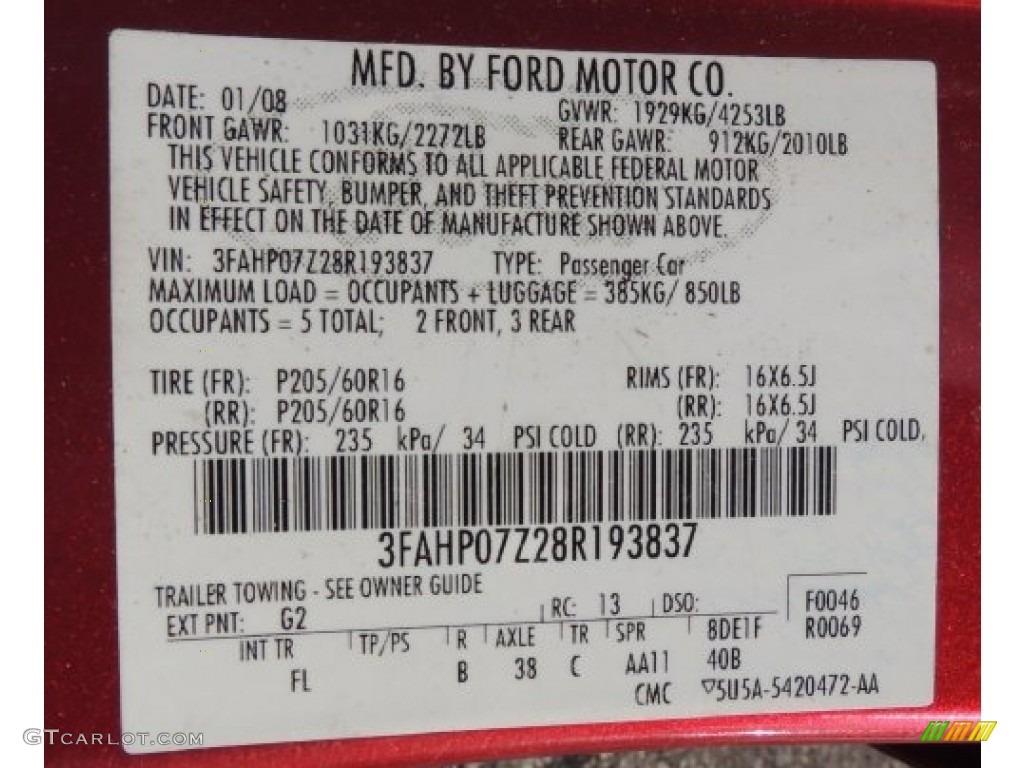 MFD. BY FORD MOTOR CO.
DATE: 01/08 GVWR: 1929KG/4253LB
FRONT GAWR: 1031KG/2272LB REAR GAWR: 912KG/2010LB
THIS VEHICLE CONFORMS TO ALL APPLICABLE FEDERAL MOTOR
VEHICLE SAFETY, BUMPER, AND THEFT PREVENTION STANDARDS
IN EFFECT ON THE DATE OF MANUFACTURE SHOWN ABOVE.
VIN: 3FAHP07Z28R193837 TYPE: Passenger Car
MAXIMUM LOAD = OCCUPANTS + LUGGAGE = 385KG/ 850LB
OCCUPANTS = 5 TOTAL; 2 FRONT, 3 REAR
TIRE (FR): P205/60R16 RIMS (FR): 16X6.5J
(RR): P205/60R16 (RR): 16X6.5J
PRESSURE (FR): 235 kPa/ 34 PSI COLD (RR): 235 kPa/ 34 PSI COLD.
3FAHP07Z28R193837
TRAILER TOWING - SEE OWNER GUIDE
EXT PNT: G2 RC: 13 DSO: F0046
INT TR TP/PS R AXLE TR SPR 8DE1F R0069
FL B 38 C AA11 40B
CMC ▽5U5A-5420472-AA
GTCARLOT.COM